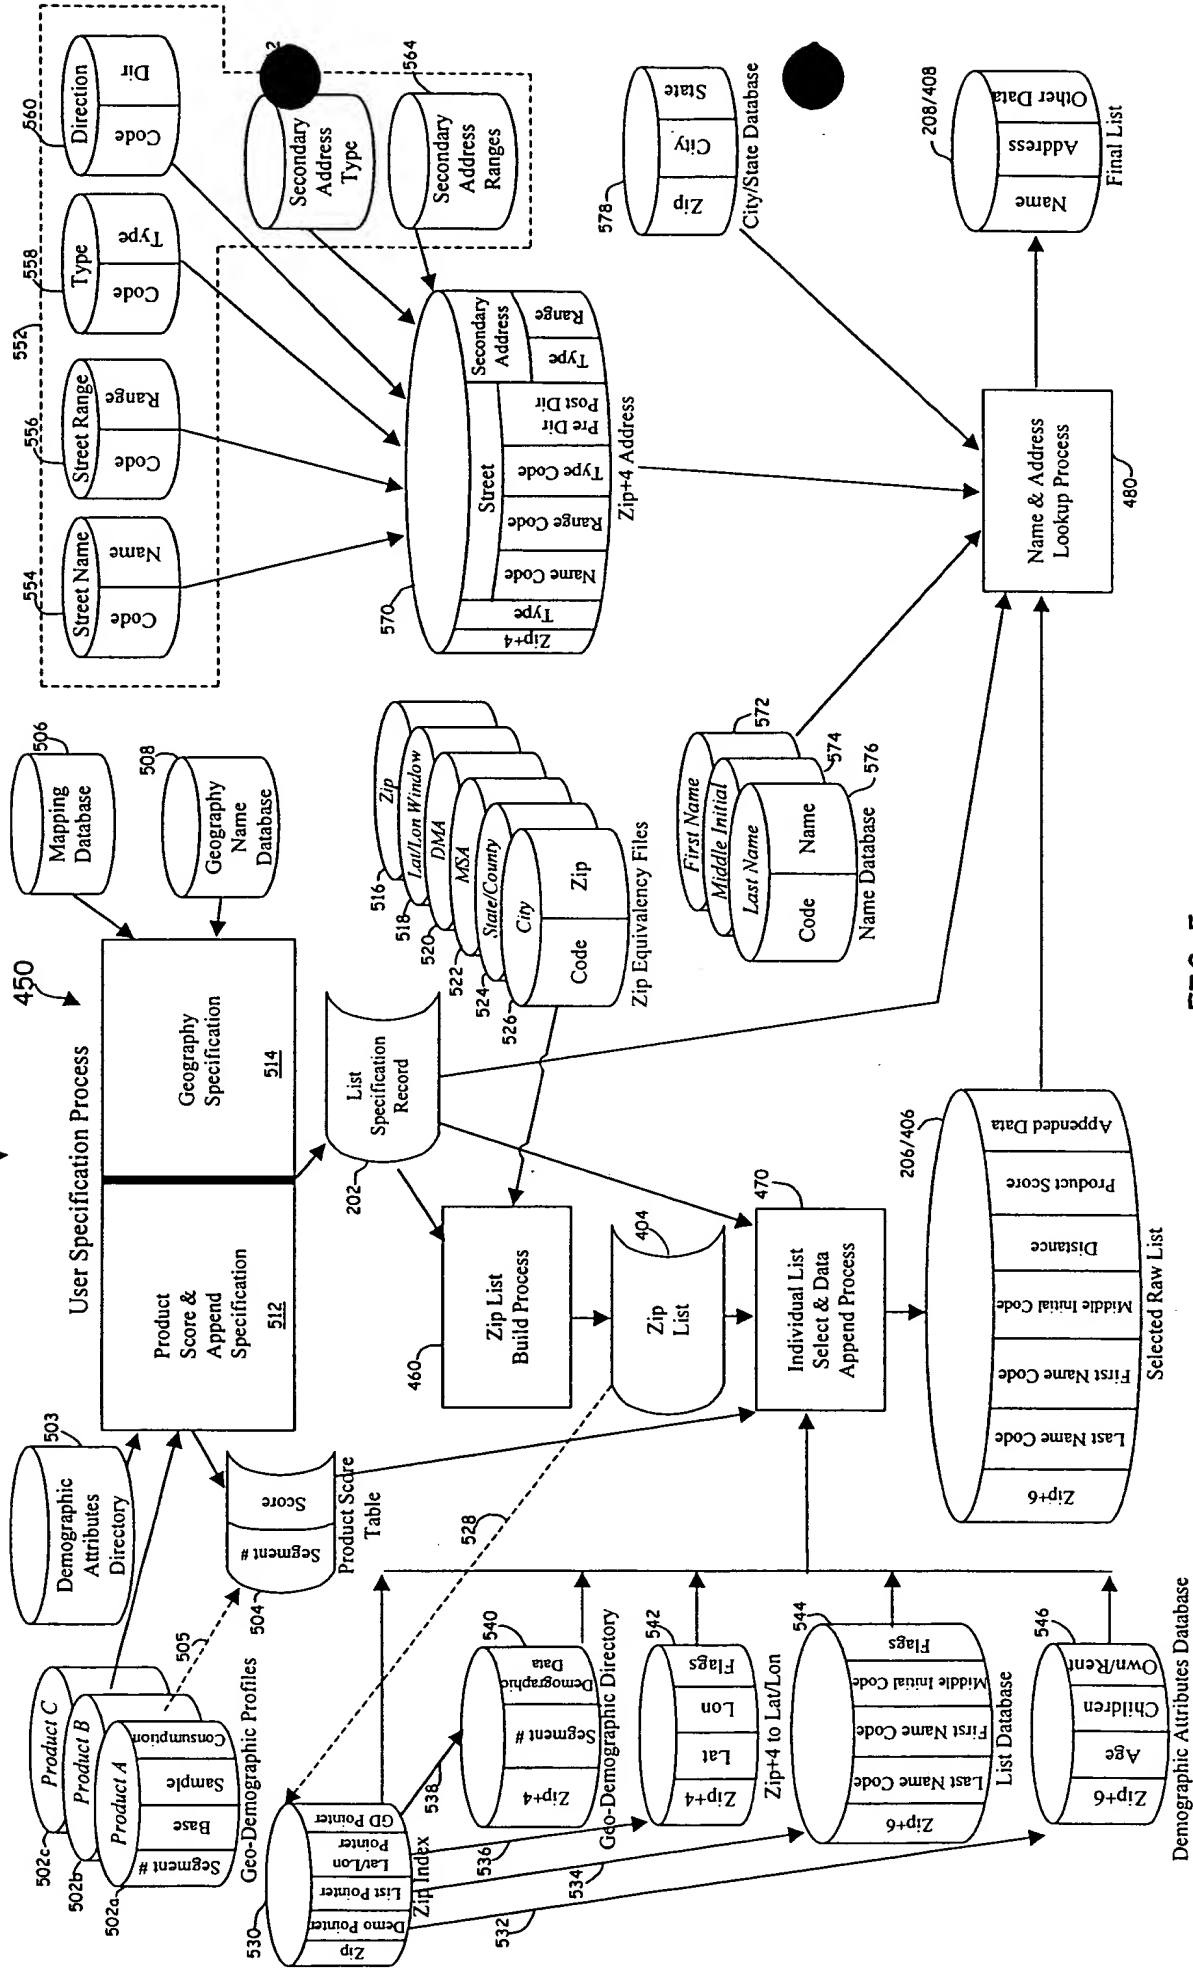 450
User Specification Process
Product
Score &
Append
Specification
512
Geography
Specification
514
503
Demographic
Attributes
Directory
506
Mapping
Database
508
Geography
Name
Database
502c
Product C
502b
Product B
502a
Product A
Segment #
Base
Sample
Consumption
Geo-Demographic Profiles
505
504
Segment #
Score
Product Score
Table
202
List
Specification
Record
516
Zip
518
Lat/Lon Window
520
DMA
522
MSA
524
State/County
526
City
Code
Zip
Zip Equivalency Files
460
Zip List
Build Process
404
Zip
List
528
530
Zip
Demo Pointer
List Pointer
Lat/Lon
Pointer
GD Pointer
Zip Index
532
534
536
538
540
Zip+4
Segment #
Demographic
Data
Geo-Demographic Directory
542
Zip+4
Lat
Lon
Flags
Zip+4 to Lat/Lon
544
Zip+6
Last Name Code
First Name Code
Middle Initial Code
Flags
List Database
546
Zip+6
Age
Children
Own/Rent
Demographic Attributes Database
470
Individual List
Select & Data
Append Process
206/406
Zip+6
Last Name Code
First Name Code
Middle Initial Code
Distance
Product Score
Appended Data
Selected Raw List
552
554
Street Name
Code
Name
556
Street Range
Code
Range
558
Type
Code
Type
560
Direction
Code
Dir
Secondary
Address
Type
564
Secondary
Address
Ranges
570
Zip+4
Type
Street
Name Code
Range Code
Type Code
Pre Dir
Post Dir
Secondary
Address
Type
Range
Zip+4 Address
First Name
572
Middle Initial
574
Last Name
576
Code
Name
Name Database
578
Zip
City
State
City/State Database
Name & Address
Lookup Process
480
208/408
Name
Address
Other Data
Final List